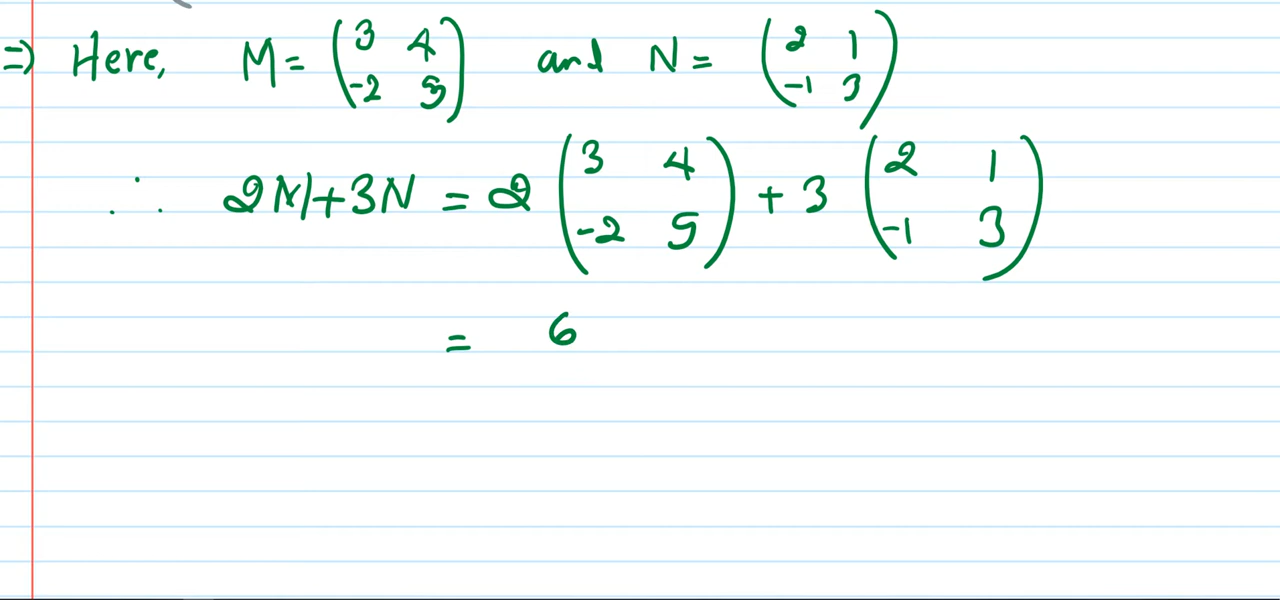 ⇒ Here, M = (3 4 -2 5) and N = (2 1 -1 3)
∴ 2M+3N = 2 (3 4 -2 5) + 3 (2 1 -1 3)
= 6